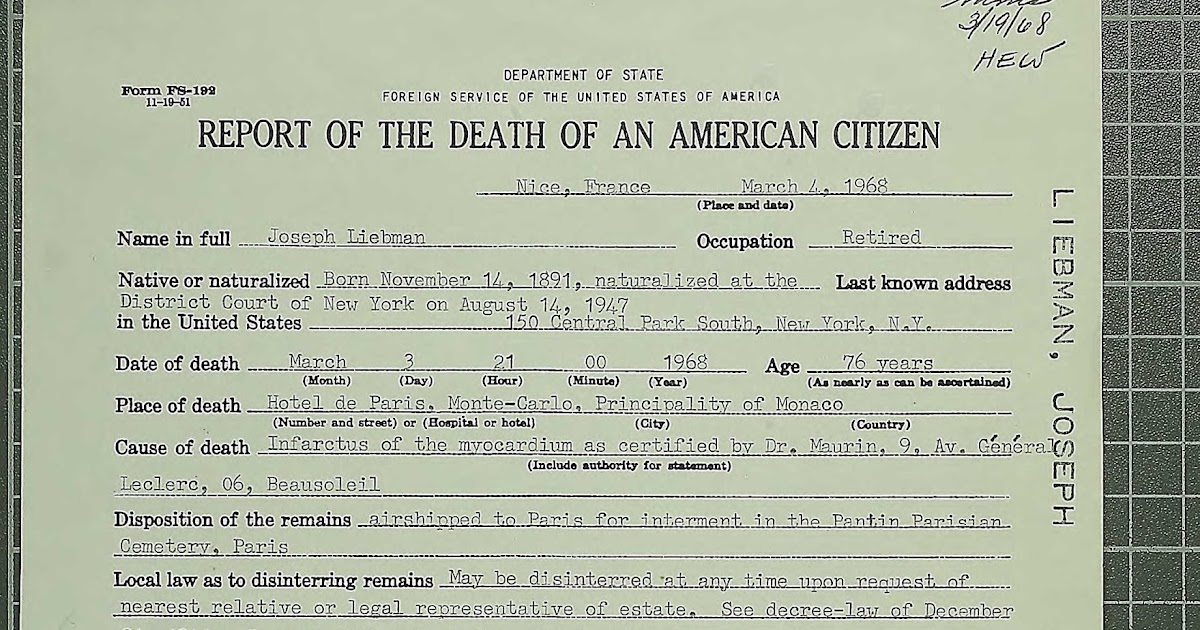 3/19/68
HEW
DEPARTMENT OF STATE
Form FS-192
11-19-51
FOREIGN SERVICE OF THE UNITED STATES OF AMERICA
REPORT OF THE DEATH OF AN AMERICAN CITIZEN
Nice, France March 4, 1968
(Place and date)
Name in full Joseph Liebman Occupation Retired
Native or naturalized Born November 14, 1891, naturalized at the Last known address
District Court of New York on August 14, 1947
in the United States 150 Central Park South, New York, N.Y.
Date of death March 3 21 00 1968 Age 76 years
(Month) (Day) (Hour) (Minute) (Year) (As nearly as can be ascertained)
Place of death Hotel de Paris, Monte-Carlo, Principality of Monaco
(Number and street) or (Hospital or hotel) (City) (Country)
Cause of death Infarctus of the myocardium as certified by Dr. Maurin, 9, Av. Général
(Include authority for statement)
Leclerc, 06, Beausoleil
Disposition of the remains airshipped to Paris for interment in the Pantin Parisian
Cemetery, Paris
Local law as to disinterring remains May be disinterred at any time upon request of
nearest relative or legal representative of estate. See decree-law of December
LIEBMAN, JOSEPH